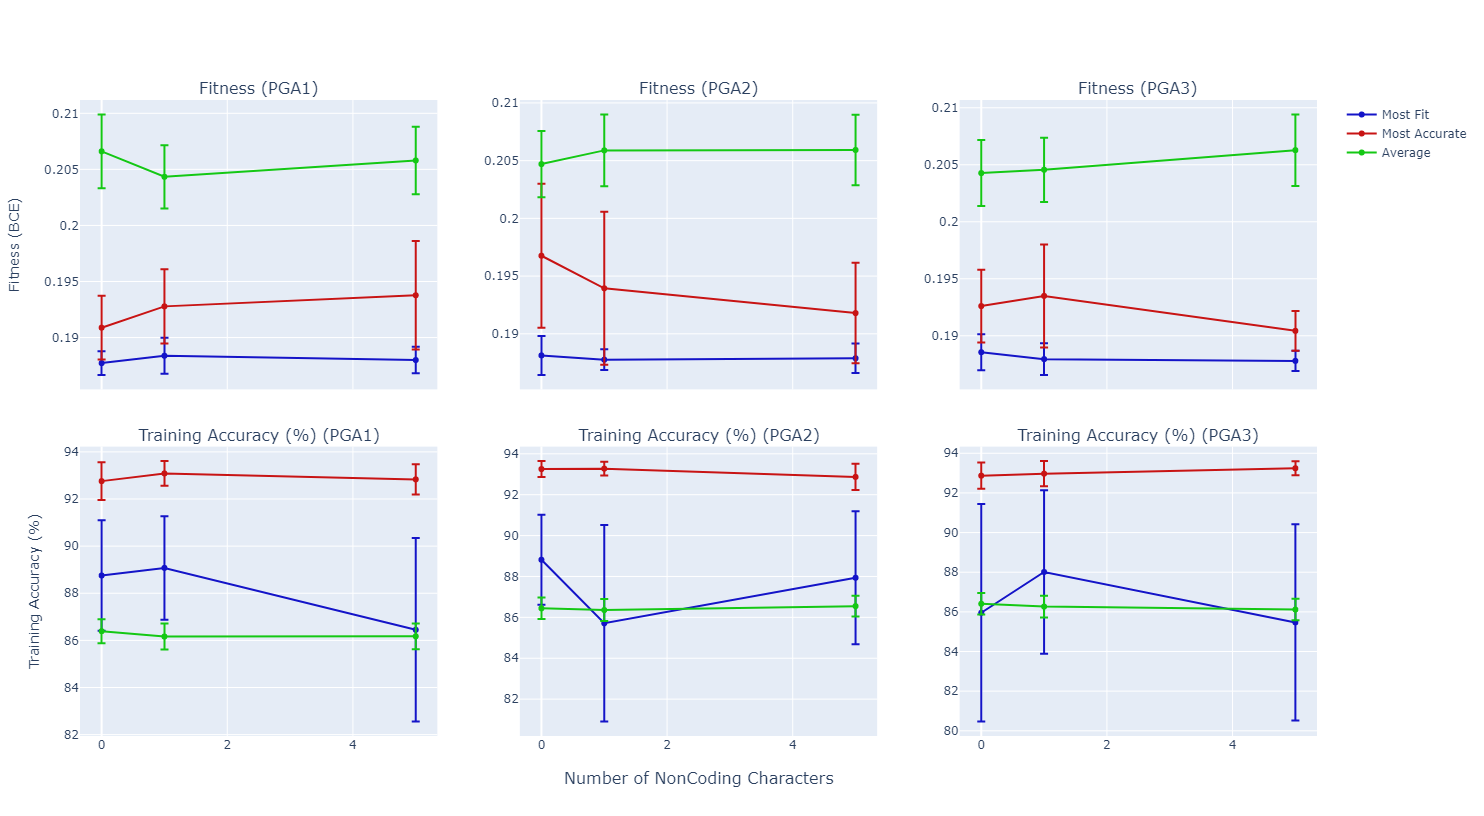 Fitness (PGA1)
Fitness (PGA2)
Fitness (PGA3)
Most Fit
Most Accurate
Average
Fitness (BCE)
0.21
0.205
0.2
0.195
0.19
0.21
0.205
0.2
0.195
0.19
0.21
0.205
0.2
0.195
0.19
Training Accuracy (%) (PGA1)
Training Accuracy (%) (PGA2)
Training Accuracy (%) (PGA3)
Training Accuracy (%)
94
92
90
88
86
84
82
94
92
90
88
86
84
82
94
92
90
88
86
84
82
80
0 2 4
0 2 4
0 2 4
Number of NonCoding Characters